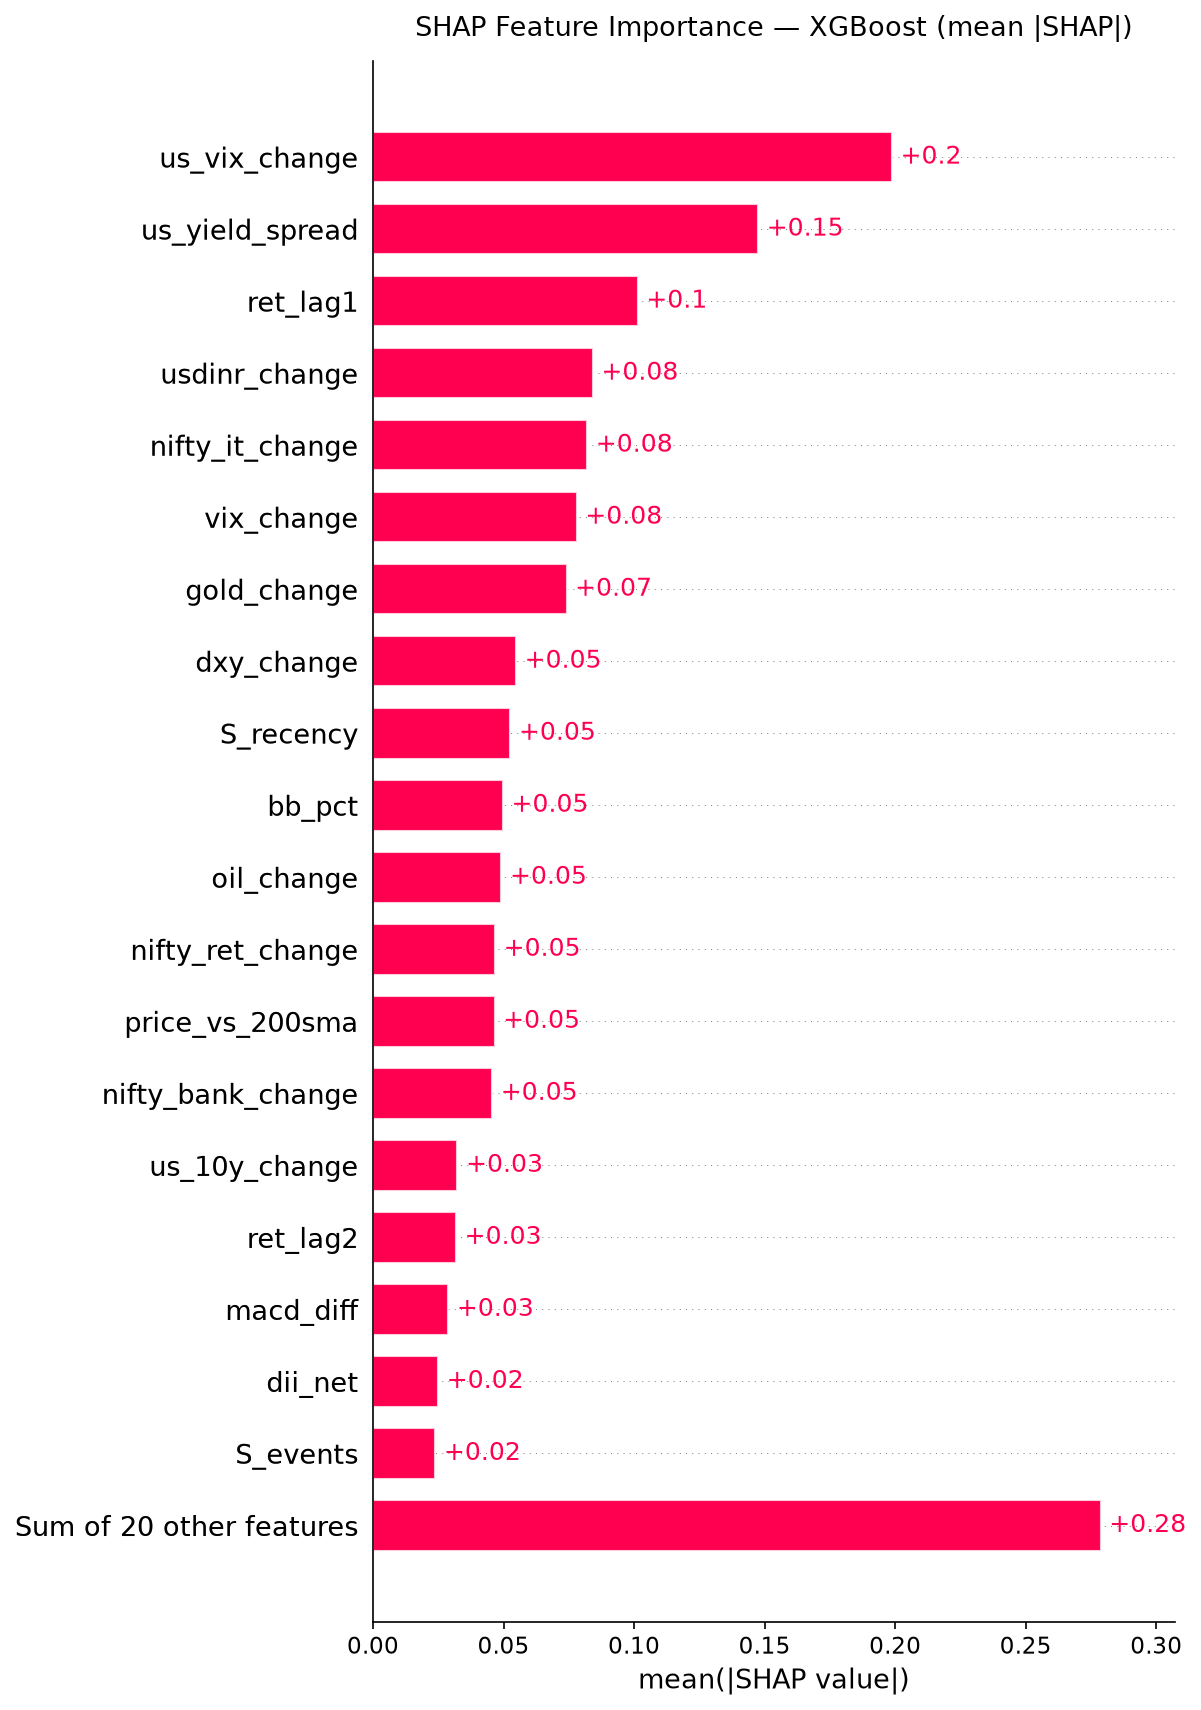 SHAP Feature Importance — XGBoost (mean |SHAP|)
us_vix_change +0.2
us_yield_spread +0.15
ret_lag1 +0.1
usdinr_change +0.08
nifty_it_change +0.08
vix_change +0.08
gold_change +0.07
dxy_change +0.05
S_recency +0.05
bb_pct +0.05
oil_change +0.05
nifty_ret_change +0.05
price_vs_200sma +0.05
nifty_bank_change +0.05
us_10y_change +0.03
ret_lag2 +0.03
macd_diff +0.03
dii_net +0.02
S_events +0.02
Sum of 20 other features +0.28
0.00 0.05 0.10 0.15 0.20 0.25 0.30
mean(|SHAP value|)